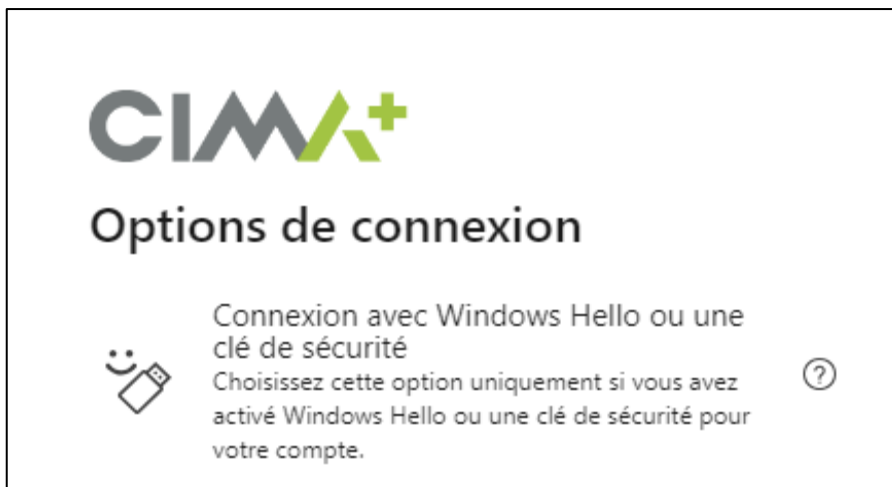 CIMA+
Options de connexion
Connexion avec Windows Hello ou une
clé de sécurité
Choisissez cette option uniquement si vous avez
activé Windows Hello ou une clé de sécurité pour
votre compte.
?